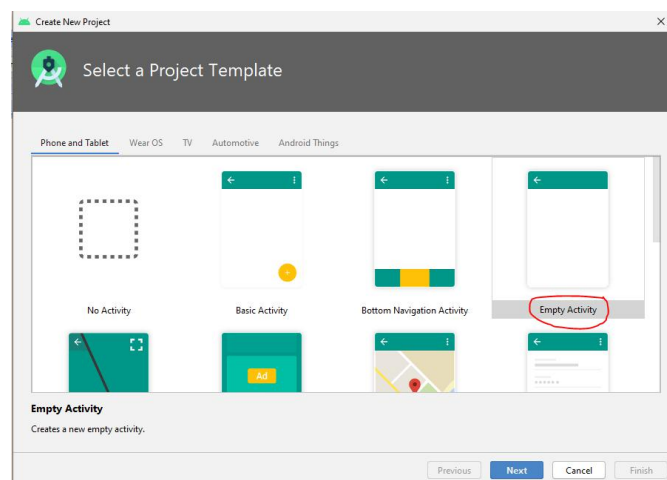 Create New Project
Select a Project Template
Phone and Tablet Wear OS TV Automotive Android Things
No Activity Basic Activity Bottom Navigation Activity Empty Activity
Ad
Empty Activity
Creates a new empty activity.
Previous Next Cancel Finish